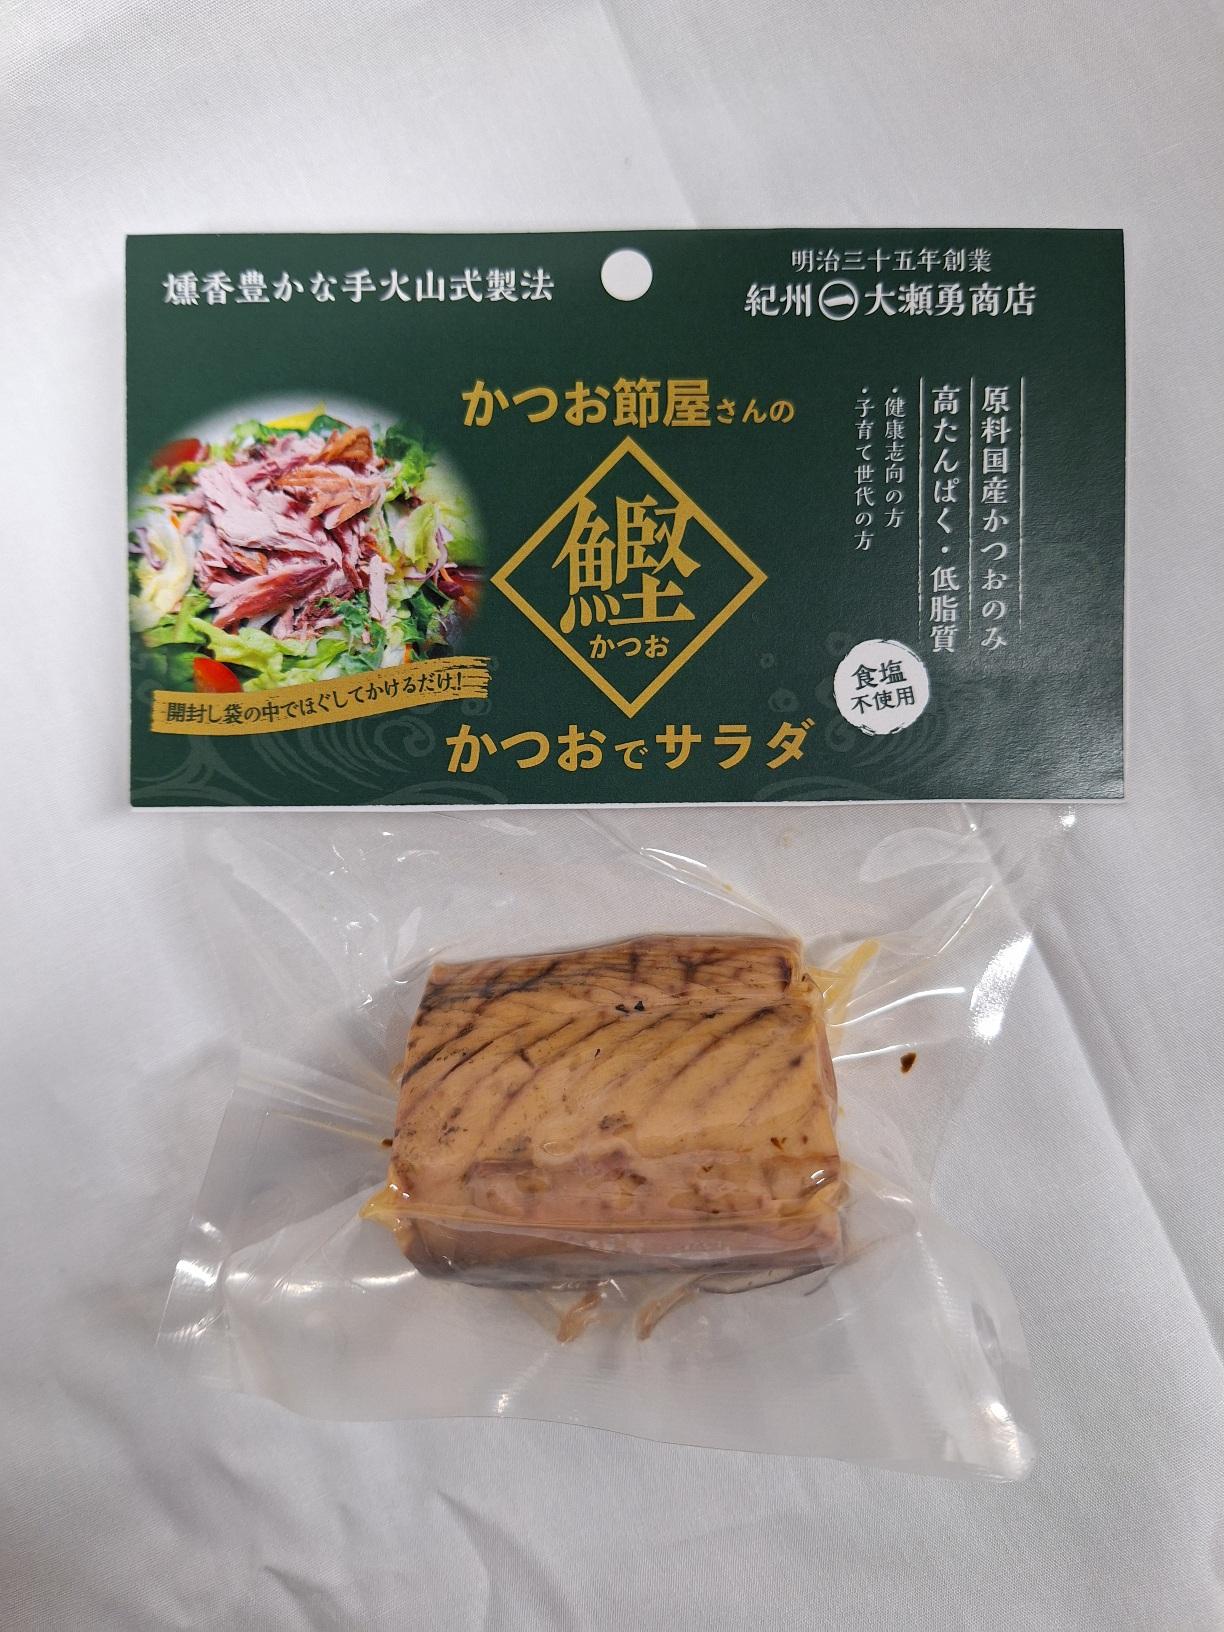 燻香豊かな手火山式製法
明治三十五年創業
紀州㊀大瀬勇商店
かつお節屋さんの
鰹
かつお
かつおでサラダ
原料国産かつおのみ
高たんぱく・低脂質
・健康志向の方
・子育て世代の方
食塩
不使用
開封し袋の中でほぐしてかけるだけ!